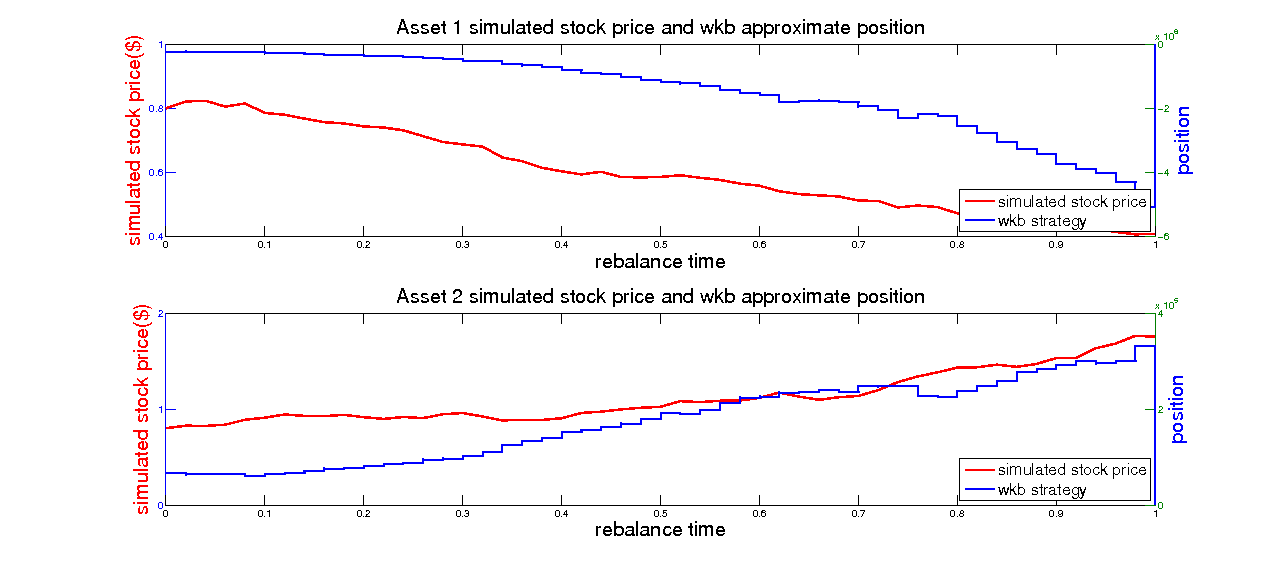 Asset 1 simulated stock price and wkb approximate position
x 10
1
0.8
0.6
0.4
simulated stock price($)
0
-2
-4
-6
position
simulated stock price
wkb strategy
0 0.1 0.2 0.3 0.4 0.5 0.6 0.7 0.8 0.9 1
rebalance time
Asset 2 simulated stock price and wkb approximate position
x 10
2
1
0
simulated stock price($)
4
2
0
position
simulated stock price
wkb strategy
0 0.1 0.2 0.3 0.4 0.5 0.6 0.7 0.8 0.9 1
rebalance time